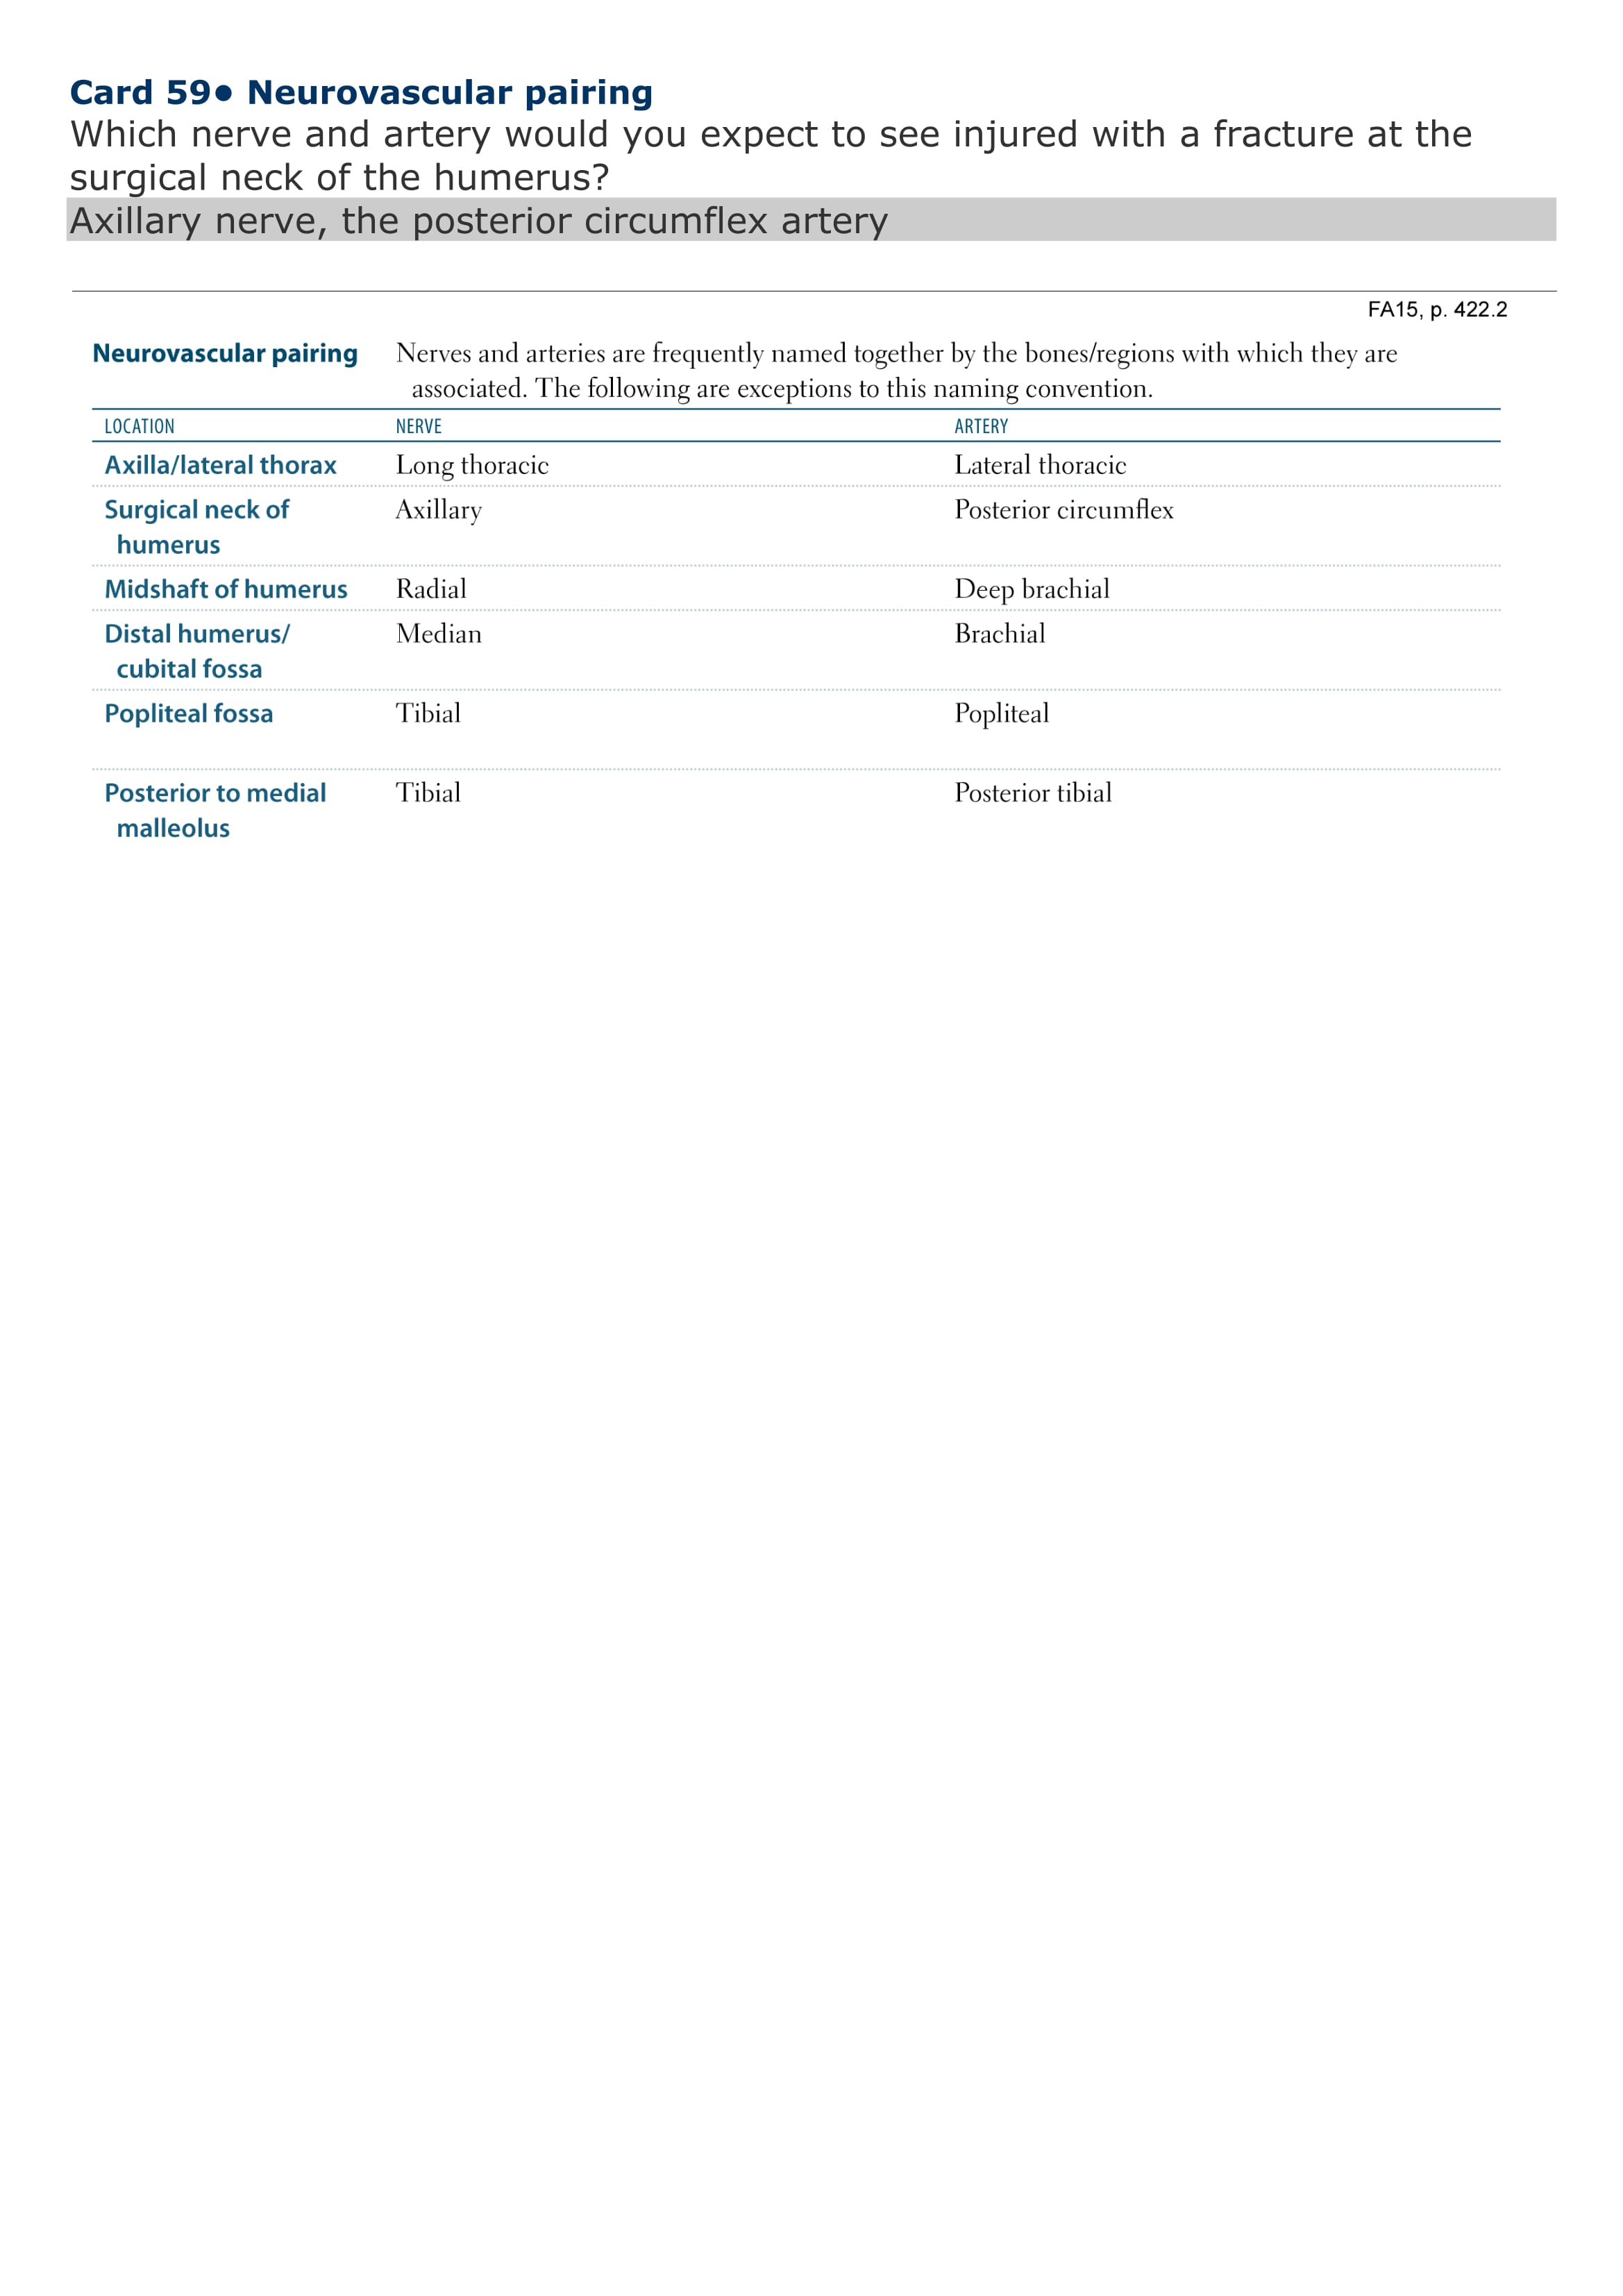 Card 59● Neurovascular pairing
Which nerve and artery would you expect to see injured with a fracture at the
surgical neck of the humerus?
Axillary nerve, the posterior circumflex artery
FA15, p. 422.2
Neurovascular pairing Nerves and arteries are frequently named together by the bones/regions with which they are
associated. The following are exceptions to this naming convention.
LOCATION NERVE ARTERY
Axilla/lateral thorax Long thoracic Lateral thoracic
Surgical neck of Axillary Posterior circumflex
humerus
Midshaft of humerus Radial Deep brachial
Distal humerus/ Median Brachial
cubital fossa
Popliteal fossa Tibial Popliteal
Posterior to medial Tibial Posterior tibial
malleolus